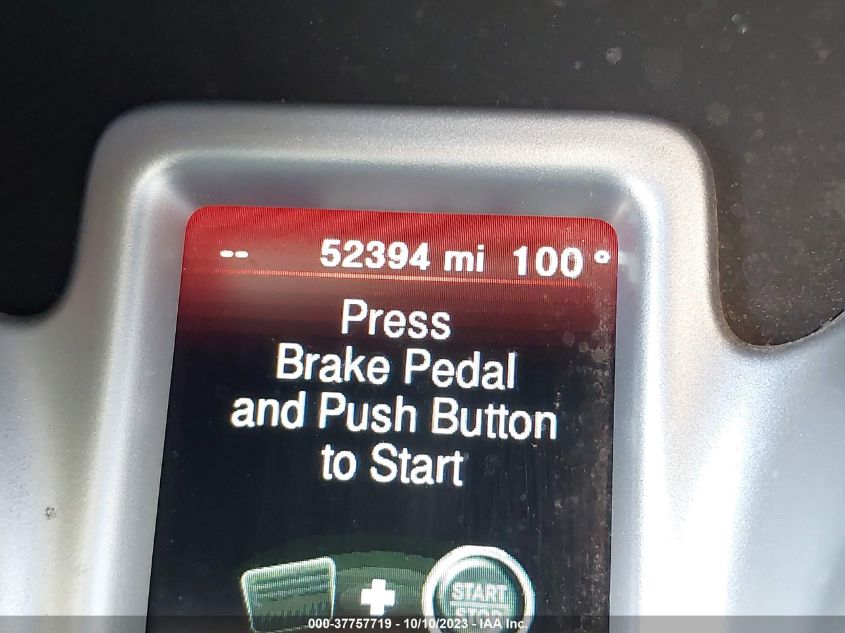 -- 52394 mi 100°
Press
Brake Pedal
and Push Button
to Start
START
STOP
000-37757719 - 10/10/2023 - IAA Inc.